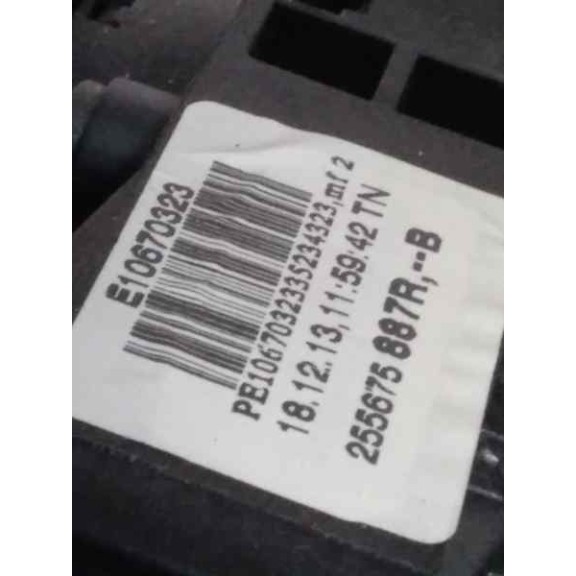 E10670323
PE10670323335234323,mf 2
18.12.13,11:59:42 TN
255675 887R,--B